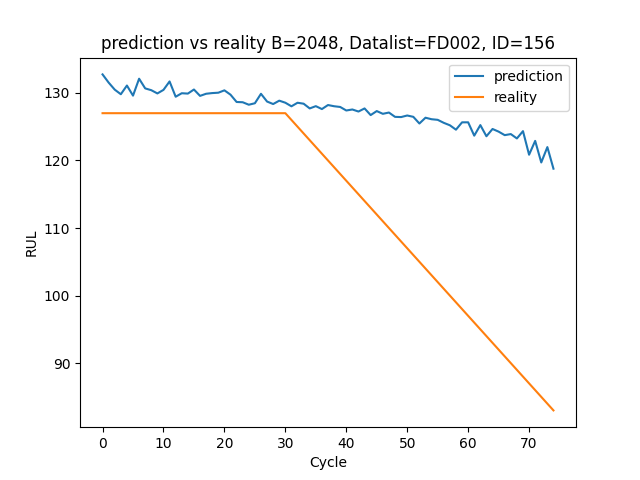 prediction vs reality B=2048, Datalist=FD002, ID=156
prediction
reality
130
120
110
100
90
RUL
0 10 20 30 40 50 60 70
Cycle